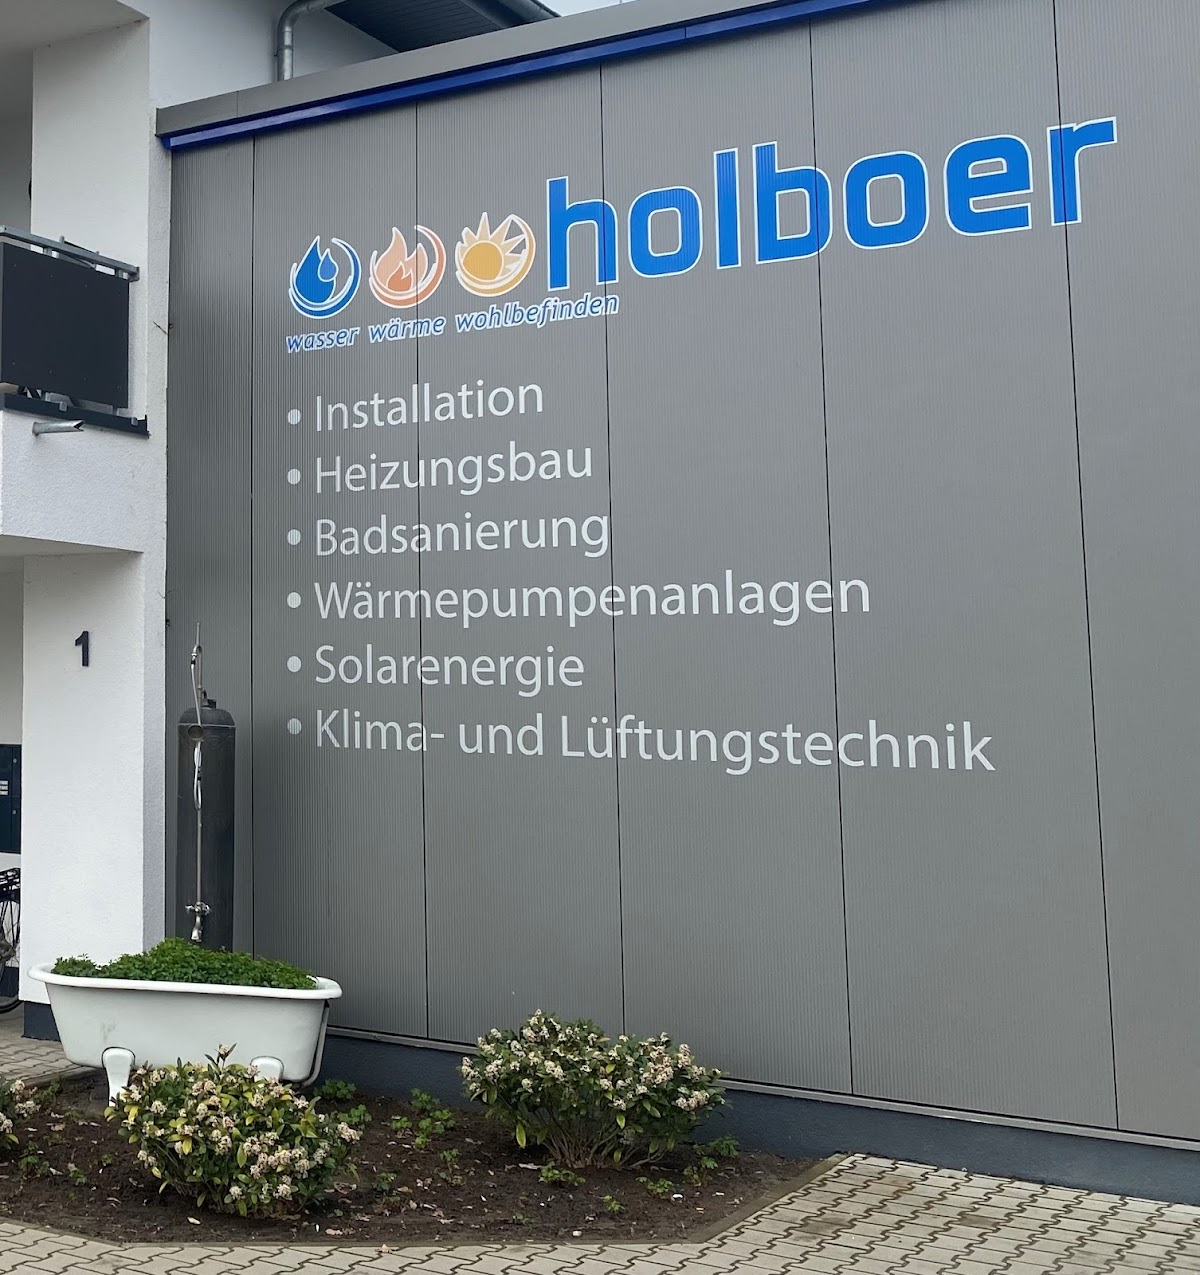 holboer
wasser wärme wohlbefinden
• Installation
• Heizungsbau
• Badsanierung
• Wärmepumpenanlagen
• Solarenergie
• Klima- und Lüftungstechnik
1